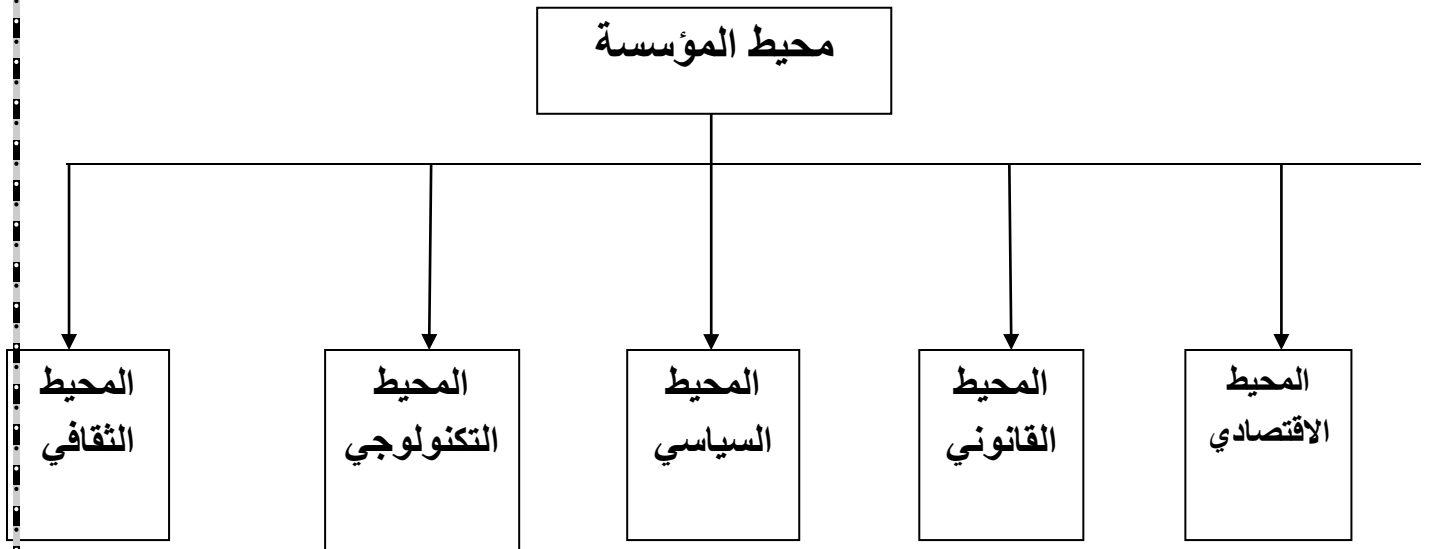 محيط المؤسسة
المحيط
الاقتصادي
المحيط
القانوني
المحيط
السياسي
المحيط
التكنولوجي
المحيط
الثقافي